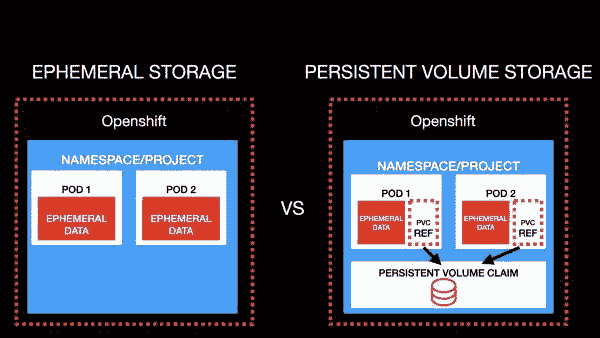 EPHEMERAL STORAGE
Openshift
NAMESPACE/PROJECT
POD 1
EPHEMERAL
DATA
POD 2
EPHEMERAL
DATA
VS
PERSISTENT VOLUME STORAGE
Openshift
NAMESPACE/PROJECT
POD 1
EPHEMERAL
DATA
PVC
REF
POD 2
EPHEMERAL
DATA
PVC
REF
PERSISTENT VOLUME CLAIM